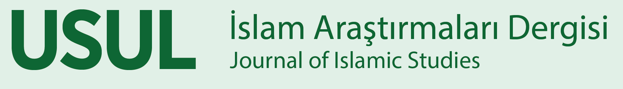 USUL
İslam Araştırmaları Dergisi
Journal of Islamic Studies